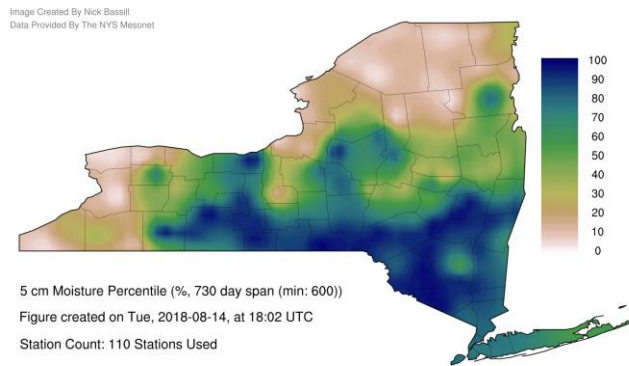 Image Created By Nick Bassill
Data Provided By The NYS Mesonet
100
90
80
70
60
50
40
30
20
10
0
5 cm Moisture Percentile (%, 730 day span (min: 600))
Figure created on Tue, 2018-08-14, at 18:02 UTC
Station Count: 110 Stations Used